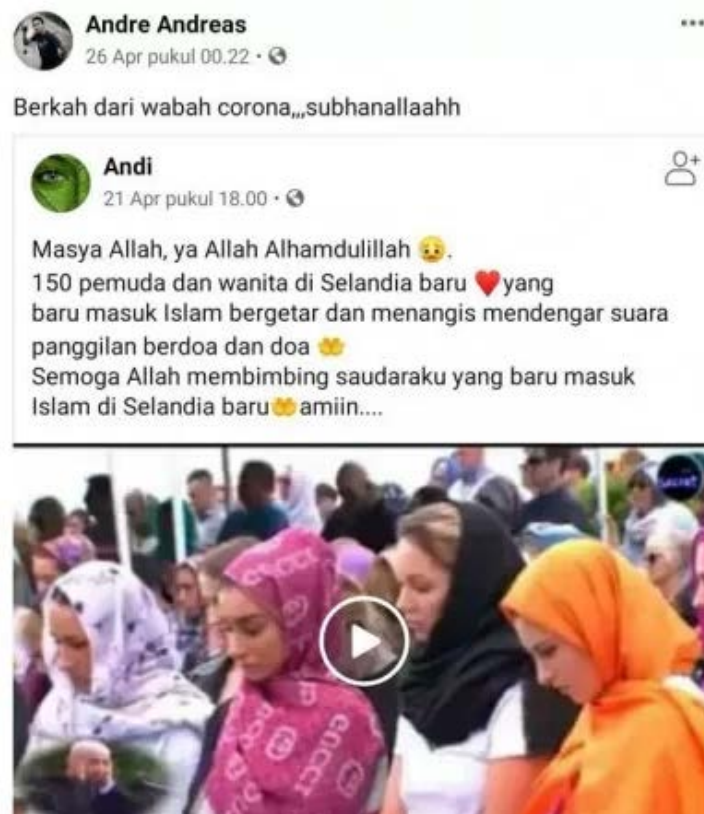 Andre Andreas
26 Apr pukul 00.22 ·
Berkah dari wabah corona,,,subhanallaahh
Andi
21 Apr pukul 18.00 ·
Masya Allah, ya Allah Alhamdulillah 😥.
150 pemuda dan wanita di Selandia baru ❤️yang
baru masuk Islam bergetar dan menangis mendengar suara
panggilan berdoa dan doa 🤲
Semoga Allah membimbing saudaraku yang baru masuk
Islam di Selandia baru🤲amiin....
GUCCI